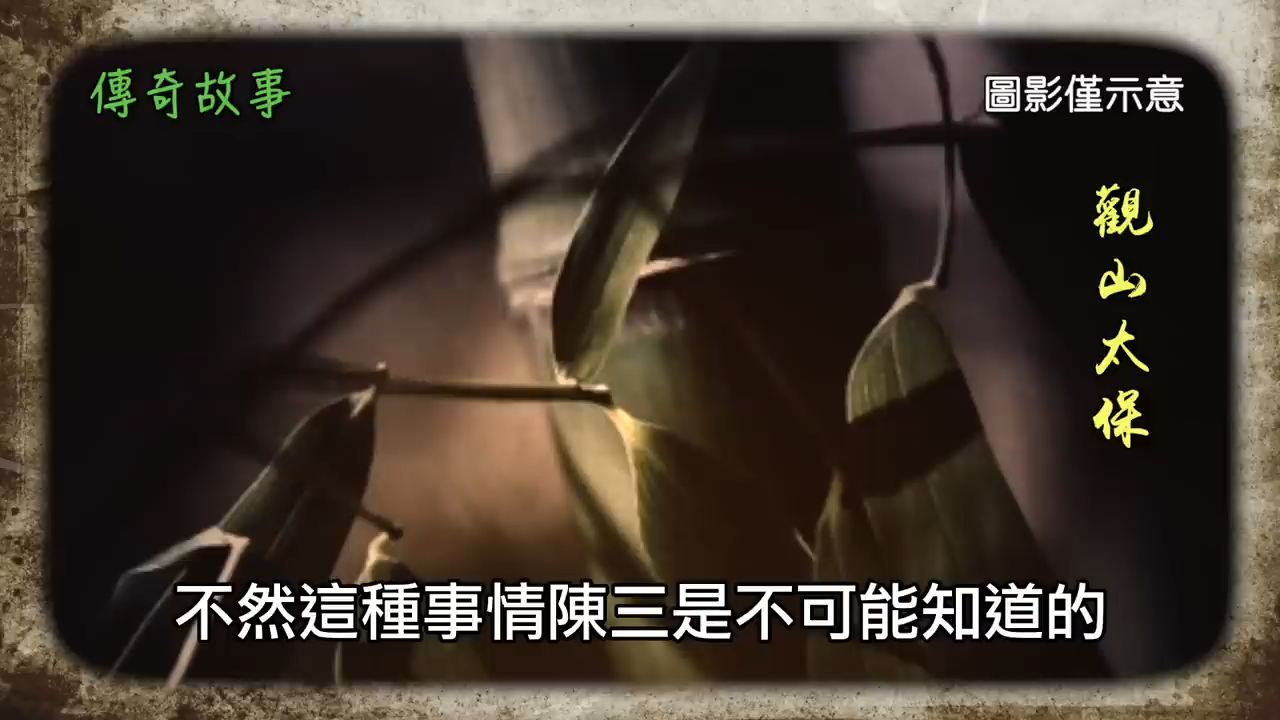 傳奇故事
圖影僅示意
觀山太保
不然這種事情陳三是不可能知道的